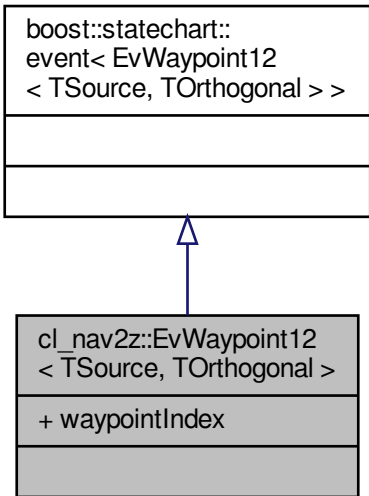 boost::statechart::
event< EvWaypoint12
< TSource, TOrthogonal > >
cl_nav2z::EvWaypoint12
< TSource, TOrthogonal >
+ waypointIndex